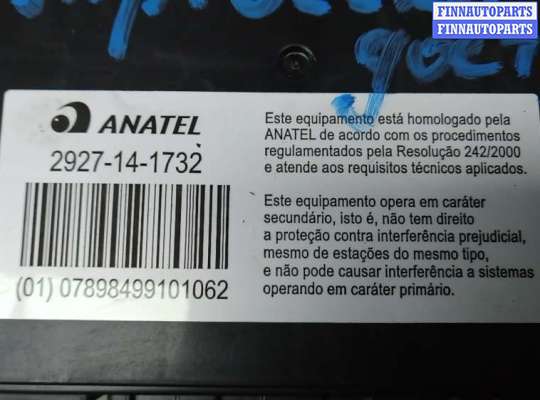 FINNAUTOPARTS
FINNAUTOPARTS
ANATEL
2927-14-1732
(01) 07898499101062
Este equipamento está homologado pela
ANATEL de acordo com os procedimentos
regulamentados pela Resolução 242/2000
e atende aos requisitos técnicos aplicados.
Este equipamento opera em caráter
secundário, isto é, não tem direito
a proteção contra interferência prejudicial,
mesmo de estações do mesmo tipo,
e não pode causar interferência a sistemas
operando em caráter primário.